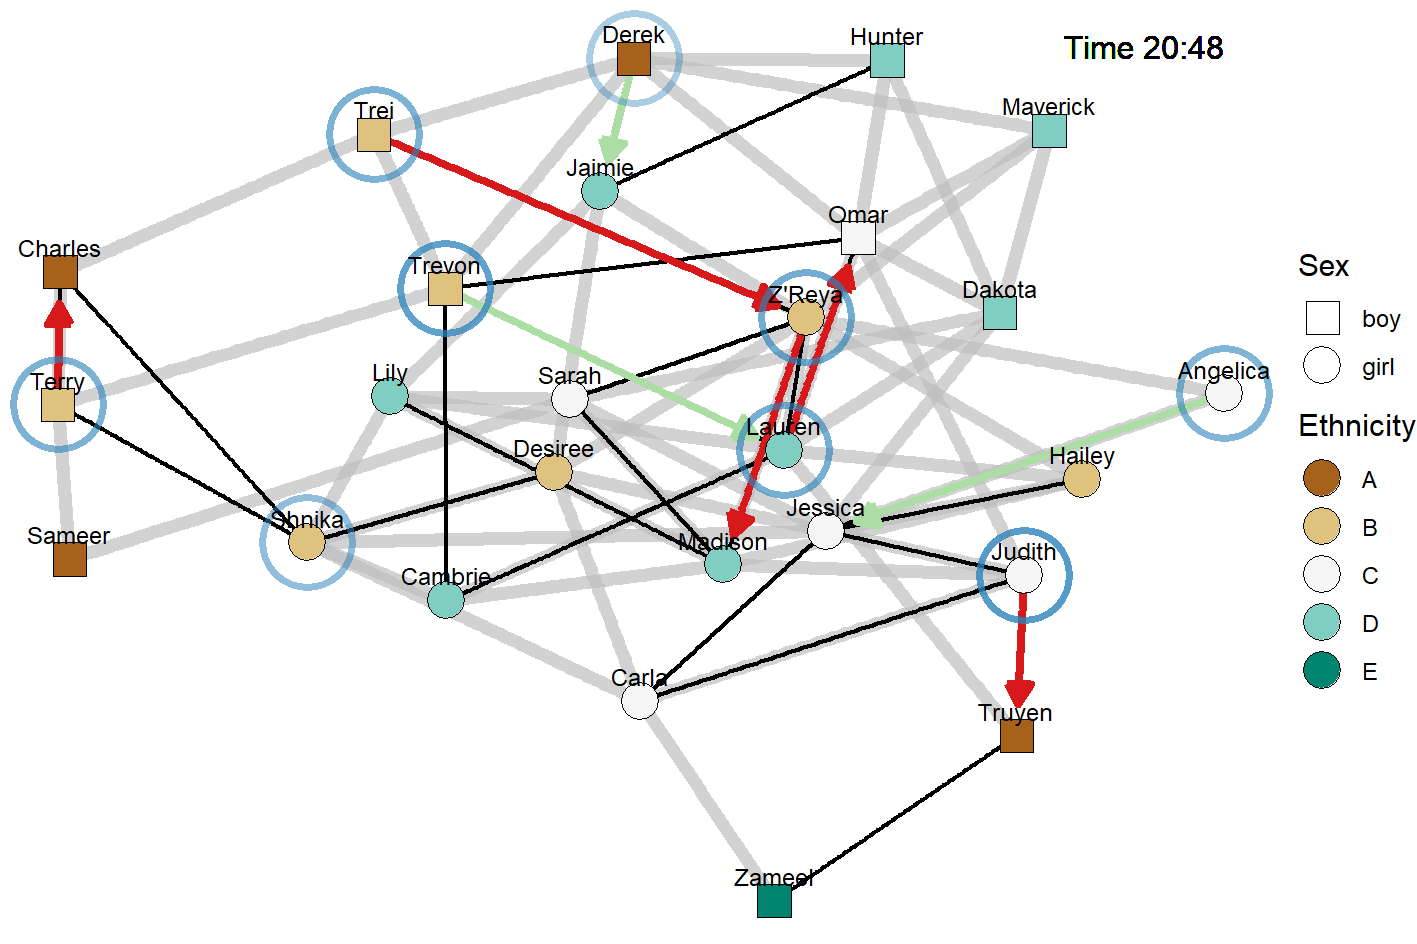 Derek
Hunter
Time 20:48
Trei
Maverick
Jaimie
Omar
Charles
Trevon
Z'Reya
Dakota
Sex
boy
girl
Terry
Lily
Sarah
Angelica
Lauren
Desiree
Hailey
Ethnicity
A
B
C
D
E
Shnika
Jessica
Sameer
Madison
Judith
Cambrie
Carla
Truyen
Zameel